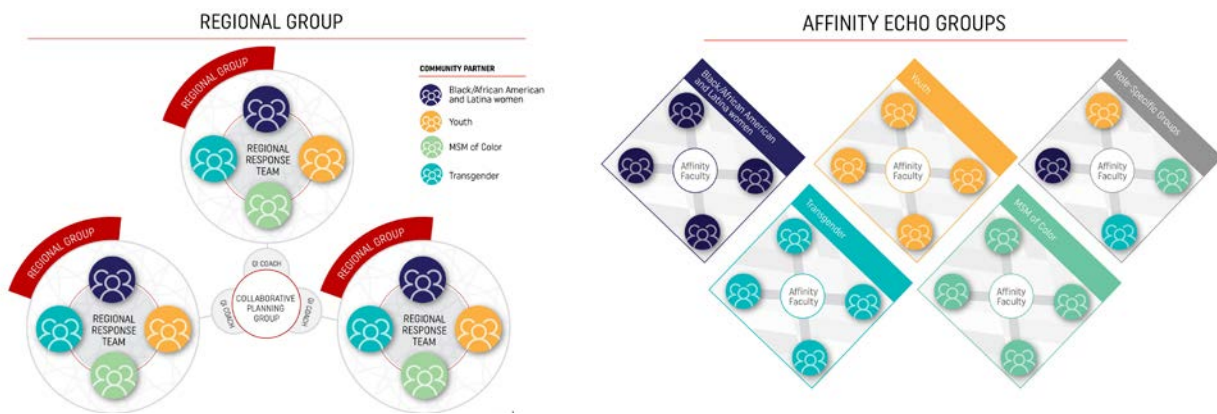 REGIONAL GROUP
REGIONAL GROUP
COMMUNITY PARTNER
Black/African American
and Latina women
Youth
MSM of Color
Transgender
REGIONAL
RESPONSE
TEAM
REGIONAL GROUP
REGIONAL
RESPONSE
TEAM
QI COACH
QI COACH
QI COACH
COLLABORATIVE
PLANNING
GROUP
REGIONAL GROUP
REGIONAL
RESPONSE
TEAM
AFFINITY ECHO GROUPS
Black/African American
and Latina women
Affinity
Faculty
Youth
Affinity
Faculty
Role-Specific Groups
Affinity
Faculty
Transgender
Affinity
Faculty
MSM of Color
Affinity
Faculty